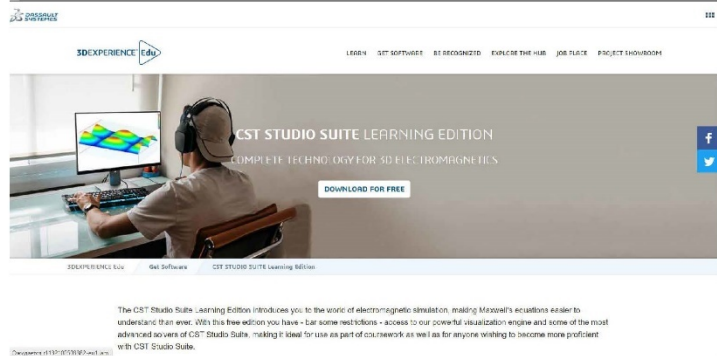 DASSAULT
SYSTEMES
3DEXPERIENCE Edu
LEARN GET SOFTWARE BE RECOGNIZED EXPLORE THE HUB JOB PLACE PROJECT SHOWROOM
CST STUDIO SUITE LEARNING EDITION
COMPLETE TECHNOLOGY FOR 3D ELECTROMAGNETICS
DOWNLOAD FOR FREE
3DEXPERIENCE Edu Get Software CST STUDIO SUITE Learning Edition
The CST Studio Suite Learning Edition introduces you to the world of electromagnetic simulation, making Maxwell's equations easier to
understand than ever. With this free edition you have - bar some restrictions - access to our powerful visualization engine and some of the most
advanced solvers of CST Studio Suite, making it ideal for use as part of coursework as well as for anyone wishing to become more proficient
with CST Studio Suite.